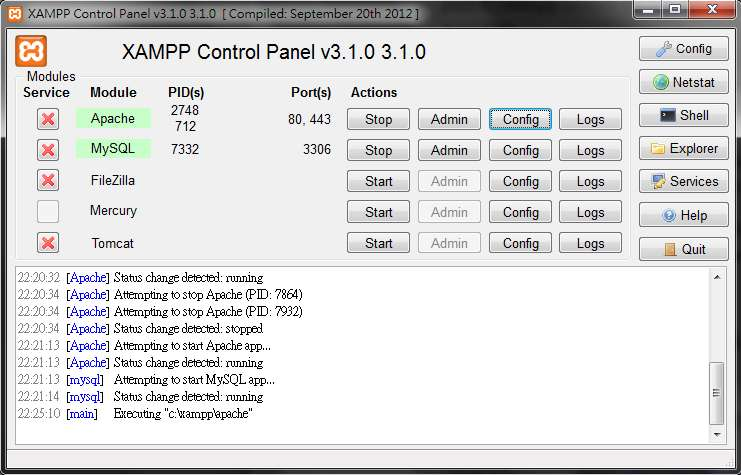 XAMPP Control Panel v3.1.0 3.1.0 [ Compiled: September 20th 2012 ]
XAMPP Control Panel v3.1.0 3.1.0
Config
Modules
Service Module PID(s) Port(s) Actions
Netstat
Apache 2748 712 80, 443 Stop Admin Config Logs
Shell
MySQL 7332 3306 Stop Admin Config Logs
Explorer
FileZilla Start Admin Config Logs
Services
Mercury Start Admin Config Logs
Help
Tomcat Start Admin Config Logs
Quit
22:20:32 [Apache] Status change detected: running
22:20:34 [Apache] Attempting to stop Apache (PID: 7864)
22:20:34 [Apache] Attempting to stop Apache (PID: 7932)
22:20:34 [Apache] Status change detected: stopped
22:21:13 [Apache] Attempting to start Apache app...
22:21:13 [Apache] Status change detected: running
22:21:13 [mysql] Attempting to start MySQL app...
22:21:14 [mysql] Status change detected: running
22:25:10 [main] Executing "c:\xampp\apache"